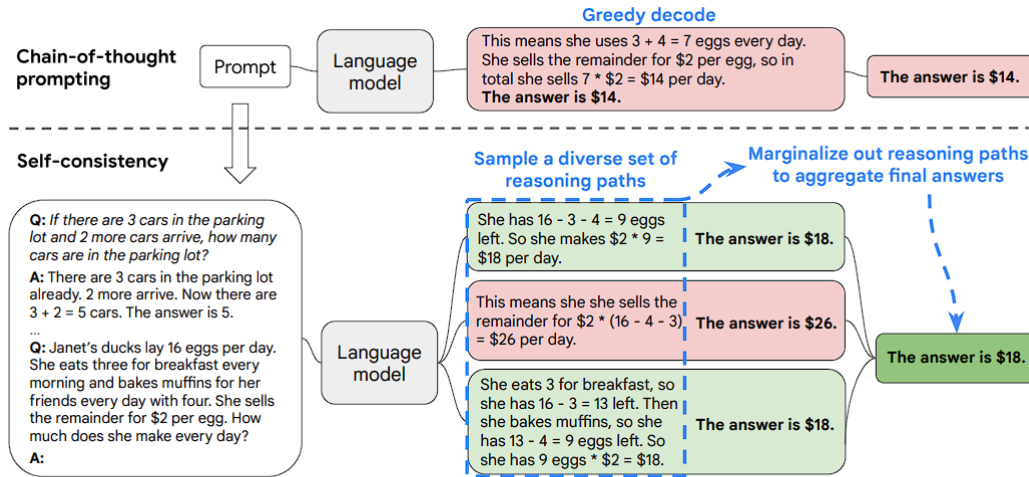 Greedy decode
Chain-of-thought
prompting
Prompt
Language
model
This means she uses 3 + 4 = 7 eggs every day.
She sells the remainder for $2 per egg, so in
total she sells 7 * $2 = $14 per day.
The answer is $14.
The answer is $14.
Self-consistency
Sample a diverse set of
reasoning paths
Marginalize out reasoning paths
to aggregate final answers
Q: If there are 3 cars in the parking
lot and 2 more cars arrive, how many
cars are in the parking lot?
A: There are 3 cars in the parking lot
already. 2 more arrive. Now there are
3 + 2 = 5 cars. The answer is 5.
...
Q: Janet's ducks lay 16 eggs per day.
She eats three for breakfast every
morning and bakes muffins for her
friends every day with four. She sells
the remainder for $2 per egg. How
much does she make every day?
A:
Language
model
She has 16 - 3 - 4 = 9 eggs
left. So she makes $2 * 9 =
$18 per day.
The answer is $18.
This means she she sells the
remainder for $2 * (16 - 4 - 3)
= $26 per day.
The answer is $26.
She eats 3 for breakfast, so
she has 16 - 3 = 13 left. Then
she bakes muffins, so she
has 13 - 4 = 9 eggs left. So
she has 9 eggs * $2 = $18.
The answer is $18.
The answer is $18.